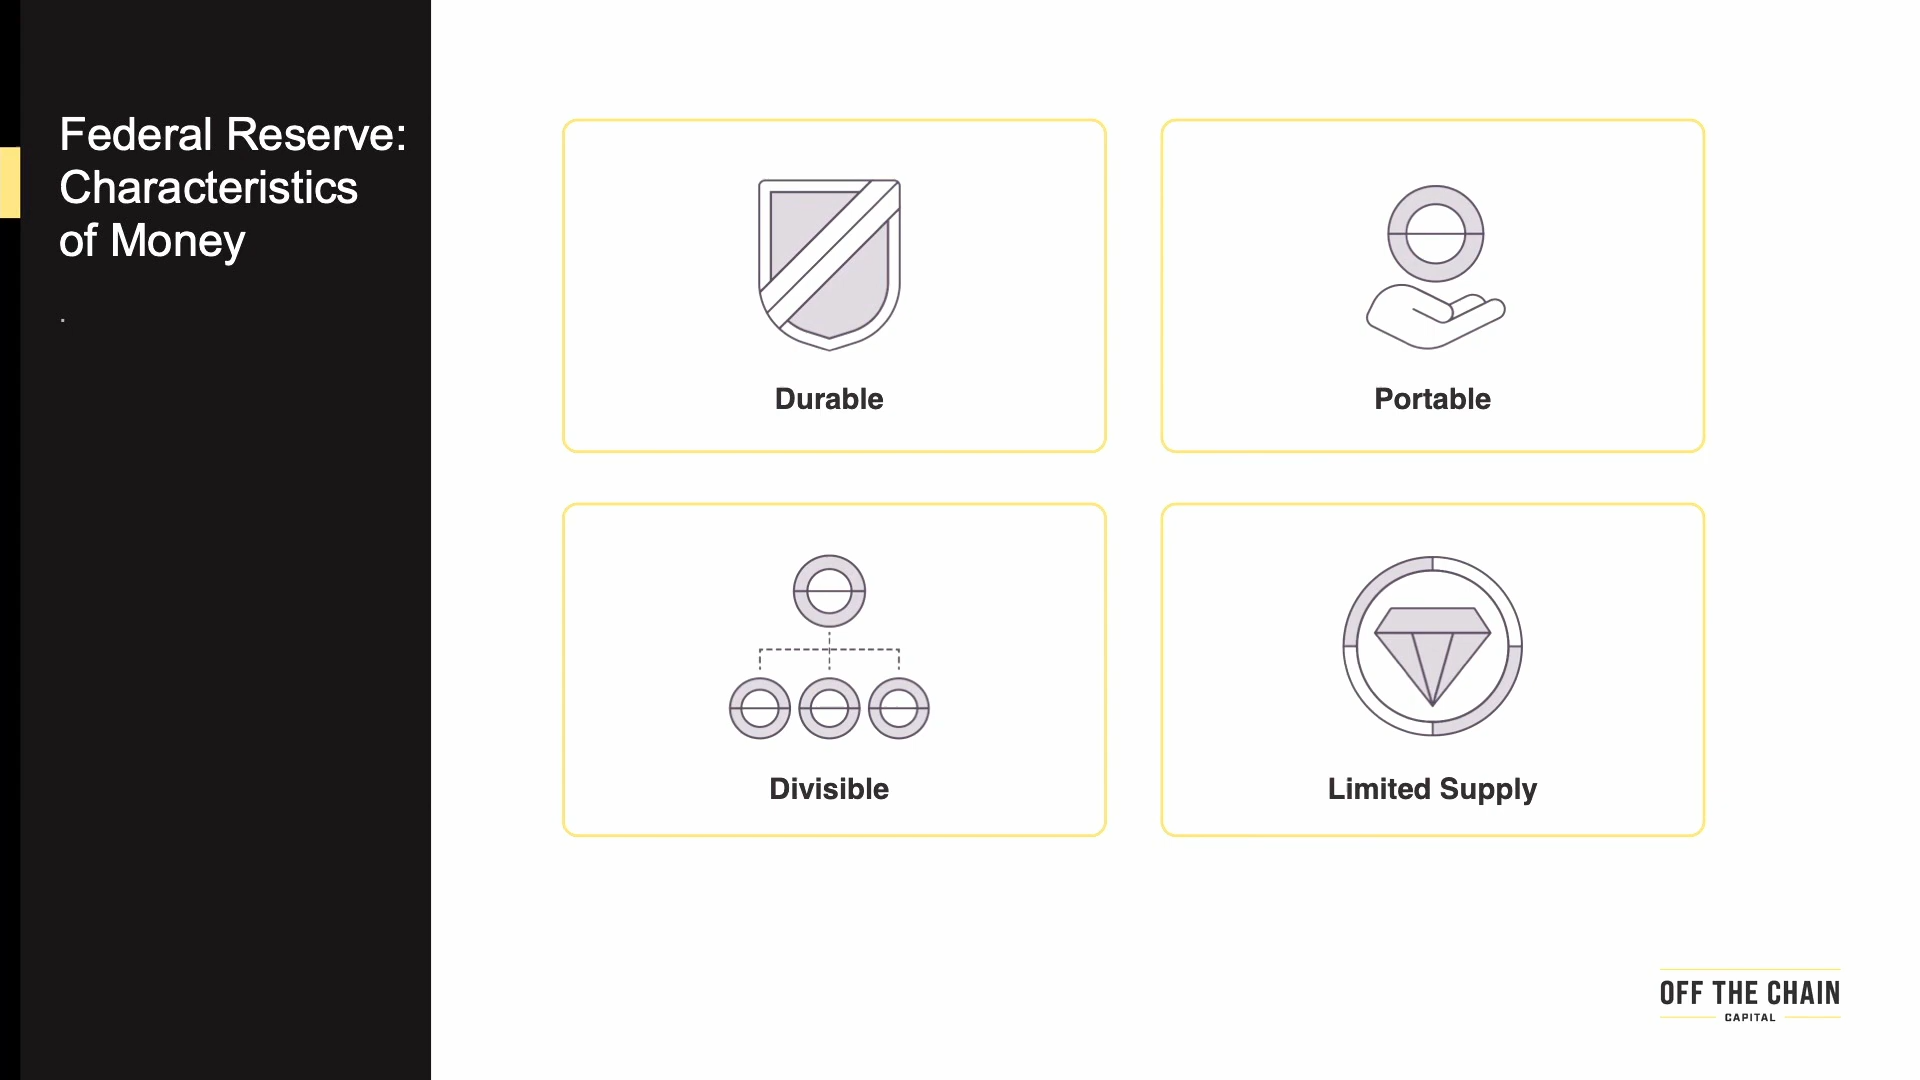 Federal Reserve:
Characteristics
of Money
.
Durable
Portable
Divisible
Limited Supply
OFF THE CHAIN
CAPITAL